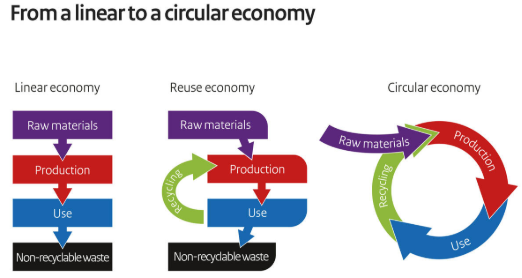 From a linear to a circular economy
Linear economy
Raw materials
Production
Use
Non-recyclable waste
Reuse economy
Raw materials
Production
Recycling
Use
Non-recyclable waste
Circular economy
Raw materials
Production
Use
Recycling